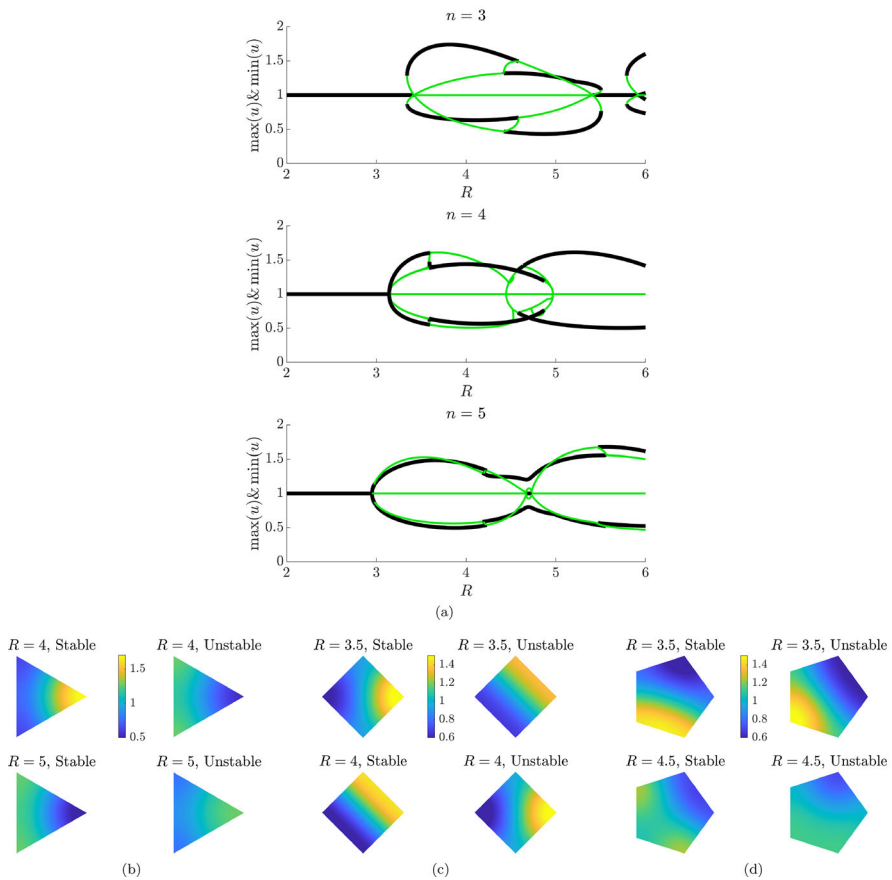 n = 3
max(u)& min(u)
2
1.5
1
0.5
0
2 3 4 5 6
R
n = 4
max(u)& min(u)
2
1.5
1
0.5
0
2 3 4 5 6
R
n = 5
max(u)& min(u)
2
1.5
1
0.5
0
2 3 4 5 6
R
(a)
R = 4, Stable
R = 4, Unstable
1.5
1
0.5
R = 5, Stable
R = 5, Unstable
(b)
R = 3.5, Stable
R = 3.5, Unstable
1.4
1.2
1
0.8
0.6
R = 4, Stable
R = 4, Unstable
(c)
R = 3.5, Stable
R = 3.5, Unstable
1.4
1.2
1
0.8
0.6
R = 4.5, Stable
R = 4.5, Unstable
(d)